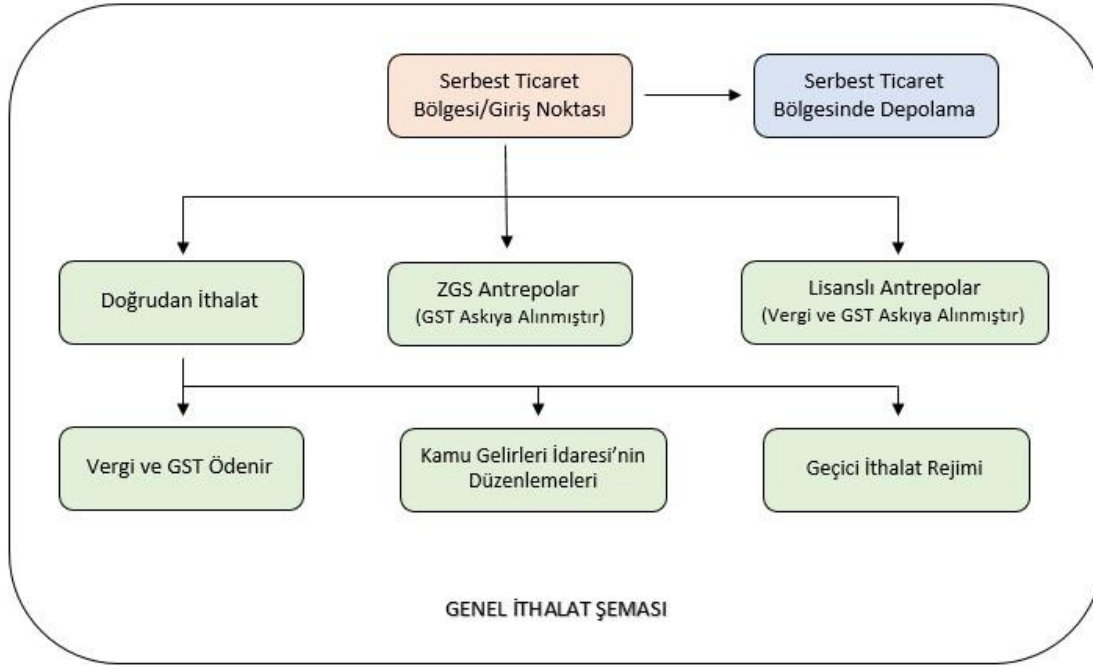 Serbest Ticaret
Bölgesi/Giriş Noktası
Serbest Ticaret
Bölgesinde Depolama
Doğrudan İthalat
ZGS Antrepolar
(GST Askıya Alınmıştır)
Lisanslı Antrepolar
(Vergi ve GST Askıya Alınmıştır)
Vergi ve GST Ödenir
Kamu Gelirleri İdaresi’nin
Düzenlemeleri
Geçici İthalat Rejimi
GENEL İTHALAT ŞEMASI